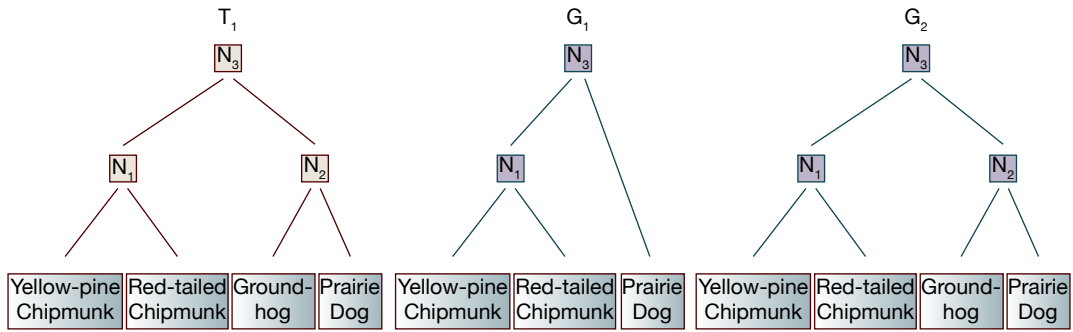 T₁ G₁ G₂
N₃ N₃ N₃
N₁ N₂ N₁ N₁ N₂
Yellow-pine Red-tailed Ground- Prairie Yellow-pine Red-tailed Prairie Yellow-pine Red-tailed Ground- Prairie
Chipmunk Chipmunk hog Dog Chipmunk Chipmunk Dog Chipmunk Chipmunk hog Dog